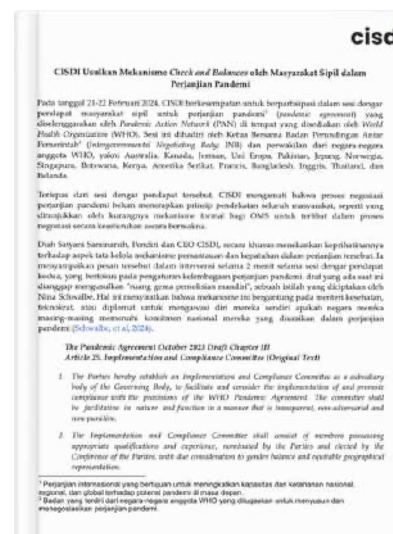 cisd
CISDI Usulkan Mekanisme Check and Balances oleh Masyarakat Sipil dalam
Perjanjian Pandemi
Pada tanggal 21-22 Februari 2024, CISDI berkesempatan untuk berpartisipasi dalam sesi dengar
pendapat masyarakat sipil untuk perjanjian pandemi¹ (pandemic agreement) yang
diselenggarakan oleh Pandemic Action Network (PAN) di tempat yang disediakan oleh World
Health Organization (WHO). Sesi ini dihadiri oleh Ketua Bersama Badan Perundingan Antar
Pemerintah² (Intergovernmental Negotiating Body: INB) dan perwakilan dari negara-negara
anggota WHO, yakni Australia, Kanada, Jerman, Uni Eropa, Pakistan, Jepang, Norwegia,
Singapura, Botswana, Kenya, Amerika Serikat, Prancis, Bangladesh, Inggris, Thailand, dan
Belanda.
Terlepas dari sesi dengar pendapat tersebut, CISDI mengamati bahwa proses negosiasi
perjanjian pandemi belum menerapkan prinsip pendekatan seluruh masyarakat, seperti yang
ditunjukkan oleh kurangnya mekanisme formal bagi OMS untuk terlibat dalam proses
negosiasi secara keseluruhan secara bermakna.
Diah Satyani Saminarsih, Pendiri dan CEO CISDI, secara khusus menekankan keprihatinannya
terhadap aspek tata kelola mekanisme pemantauan dan kepatuhan dalam perjanjian tersebut. Ia
menyampaikan pesan tersebut dalam intervensi selama 2 menit selama sesi dengar pendapat
kedua, yang berfokus pada pengaturan kelembagaan perjanjian pandemi. draf yang ada saat ini
dianggap mengusulkan "ruang gema pemolisian mandiri", sebuah istilah yang diciptakan oleh
Nina Schwalbe. Hal ini menyiratkan bahwa mekanisme ini bergantung pada menteri kesehatan,
teknokrat, atau diplomat untuk mengawasi diri mereka sendiri apakah negara mereka
masing-masing memenuhi komitmen nasional mereka yang diuraikan dalam perjanjian
pandemi (Schwalbe, et al, 2024).
The Pandemic Agreement October 2023 Draft Chapter III
Article 25. Implementation and Compliance Committee (Original Text)
1. The Parties hereby establish an Implementation and Compliance Committee as a subsidiary
body of the Governing Body, to facilitate and consider the implementation of and promote
compliance with the provisions of the WHO Pandemic Agreement. The committee shall
be facilitative in nature and function in a manner that is transparent, non-adversarial and
non-punitive.
2. The Implementation and Compliance Committee shall consist of members possessing
appropriate qualifications and experience, nominated by the Parties and elected by the
Conference of the Parties, with due consideration to gender balance and equitable geographical
representation.
¹ Perjanjian internasional yang bertujuan untuk meningkatkan kapasitas dan ketahanan nasional,
regional, dan global terhadap potensi pandemi di masa depan.
² Badan yang terdiri dari negara-negara anggota WHO yang ditugaskan untuk menyusun dan
menegosiasikan perjanjian pandemi.